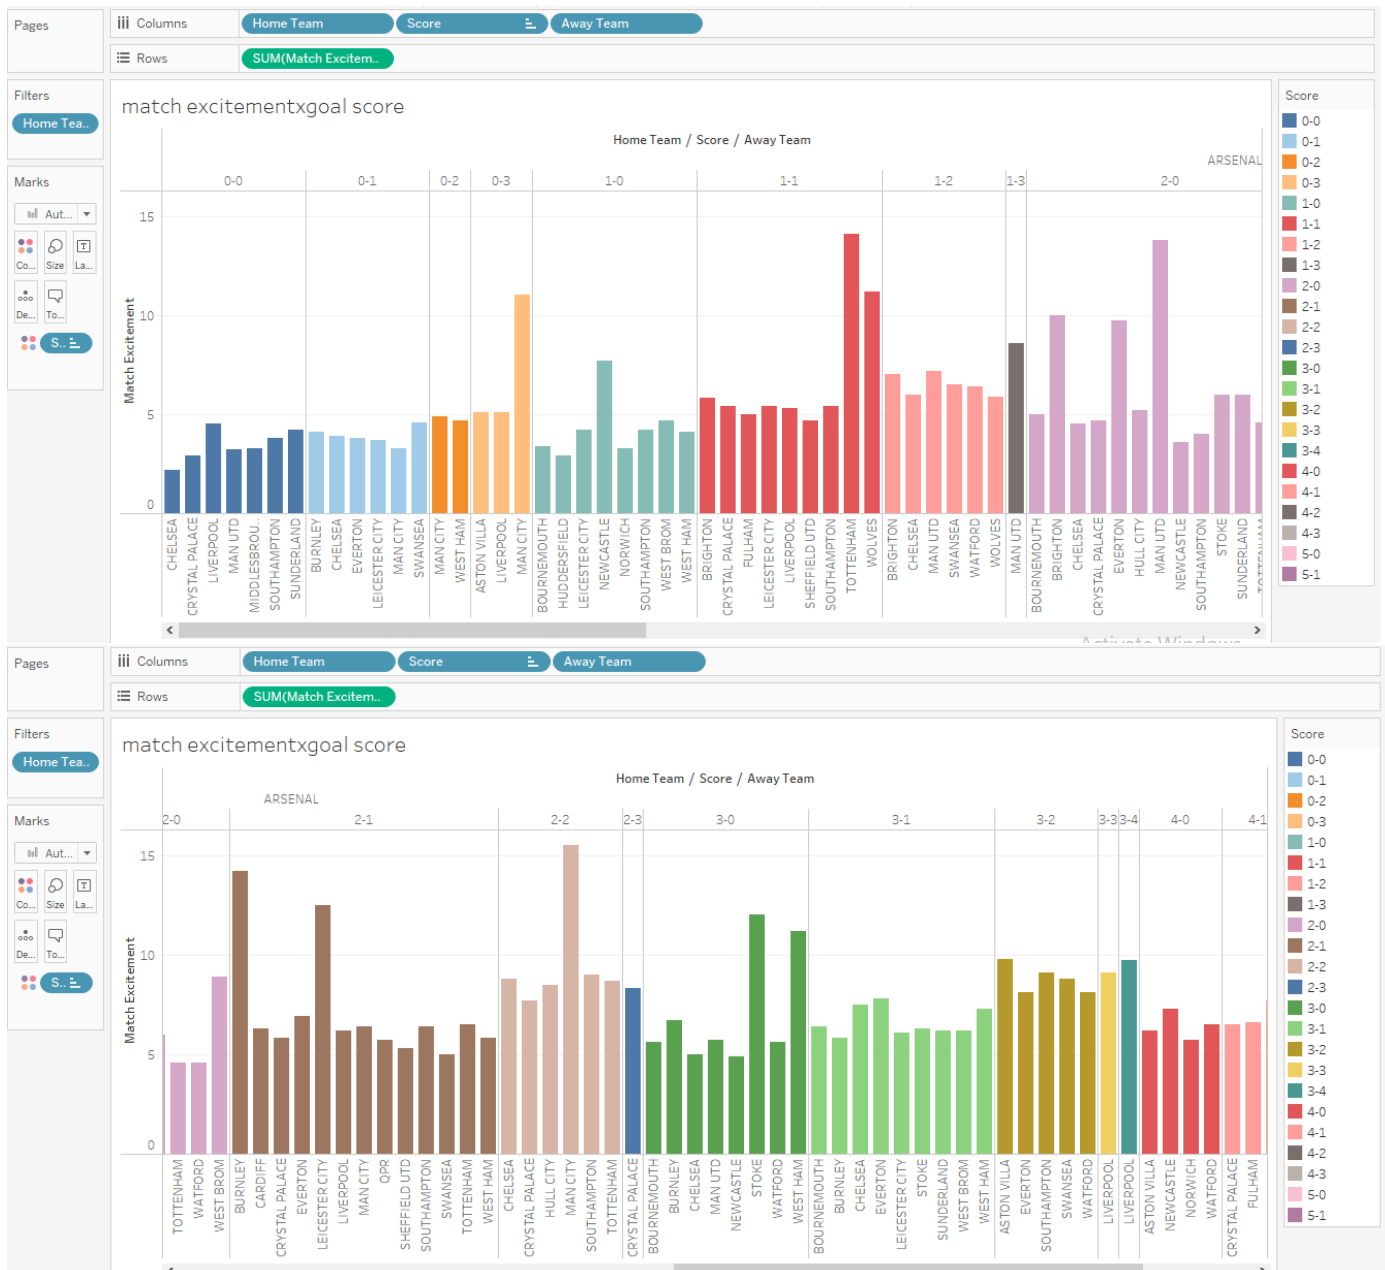 Pages
Columns
Home Team
Score
Away Team
Rows
SUM(Match Excitem..
Filters
Home Tea..
Marks
Aut...
Co...
Size
La...
De...
To...
S..
match excitementxgoal score
Home Team / Score / Away Team
ARSENAL
0-0 0-1 0-2 0-3 1-0 1-1 1-2 1-3 2-0
Match Excitement
15
10
5
0
CHELSEA
CRYSTAL PALACE
LIVERPOOL
MAN UTD
MIDDLESBROU..
SOUTHAMPTON
SUNDERLAND
BURNLEY
CHELSEA
EVERTON
LEICESTER CITY
MAN CITY
SWANSEA
MAN CITY
WEST HAM
ASTON VILLA
LIVERPOOL
MAN CITY
BOURNEMOUTH
HUDDERSFIELD
LEICESTER CITY
NEWCASTLE
NORWICH
SOUTHAMPTON
WEST BROM
WEST HAM
BRIGHTON
CRYSTAL PALACE
FULHAM
LEICESTER CITY
LIVERPOOL
SHEFFIELD UTD
SOUTHAMPTON
TOTTENHAM
WOLVES
BRIGHTON
CHELSEA
MAN UTD
SWANSEA
WATFORD
WOLVES
MAN UTD
BOURNEMOUTH
BRIGHTON
CHELSEA
CRYSTAL PALACE
EVERTON
HULL CITY
MAN UTD
NEWCASTLE
SOUTHAMPTON
STOKE
SUNDERLAND
Score
0-0
0-1
0-2
0-3
1-0
1-1
1-2
1-3
2-0
2-1
2-2
2-3
3-0
3-1
3-2
3-3
3-4
4-0
4-1
4-2
4-3
5-0
5-1
Pages
Columns
Home Team
Score
Away Team
Rows
SUM(Match Excitem..
Filters
Home Tea..
Marks
Aut...
Co...
Size
La...
De...
To...
S..
match excitementxgoal score
Home Team / Score / Away Team
ARSENAL
2-0 2-1 2-2 2-3 3-0 3-1 3-2 3-3 3-4 4-0 4-1
Match Excitement
15
10
5
0
TOTTENHAM
WATFORD
WEST BROM
BURNLEY
CARDIFF
CRYSTAL PALACE
EVERTON
LEICESTER CITY
LIVERPOOL
MAN CITY
QPR
SHEFFIELD UTD
SOUTHAMPTON
SWANSEA
TOTTENHAM
WEST HAM
CHELSEA
CRYSTAL PALACE
HULL CITY
MAN CITY
SOUTHAMPTON
TOTTENHAM
CRYSTAL PALACE
BOURNEMOUTH
BURNLEY
CHELSEA
MAN UTD
NEWCASTLE
STOKE
WATFORD
WEST HAM
BOURNEMOUTH
BURNLEY
CHELSEA
EVERTON
LEICESTER CITY
STOKE
SUNDERLAND
WEST BROM
WEST HAM
ASTON VILLA
EVERTON
SOUTHAMPTON
SWANSEA
WATFORD
LIVERPOOL
LIVERPOOL
ASTON VILLA
NEWCASTLE
NORWICH
WATFORD
CRYSTAL PALACE
FULHAM
Score
0-0
0-1
0-2
0-3
1-0
1-1
1-2
1-3
2-0
2-1
2-2
2-3
3-0
3-1
3-2
3-3
3-4
4-0
4-1
4-2
4-3
5-0
5-1